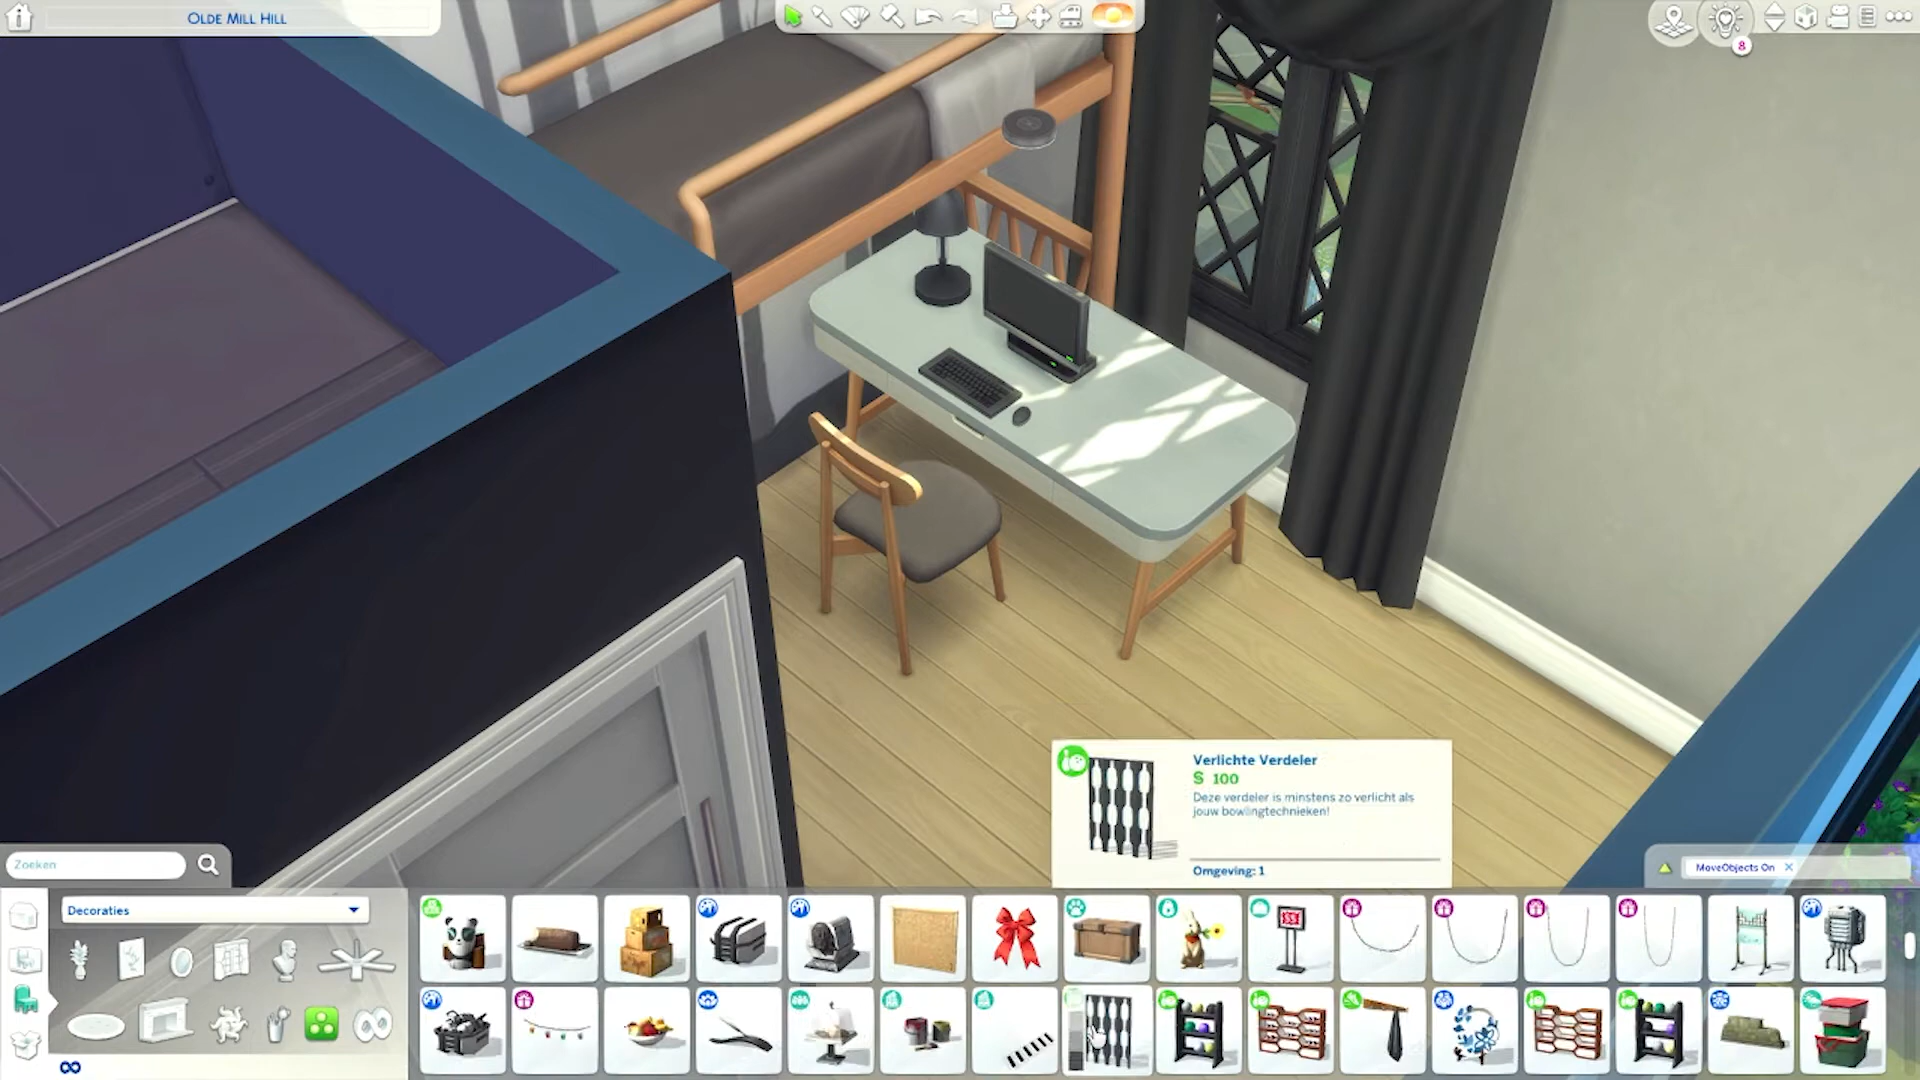 OLDE MILL HILL
8
Verlichte Verdeler
S 100
Deze verdeler is minstens zo verlicht als
jouw bowlingtechnieken!
Omgeving: 1
Zoeken
MoveObjects On
Decoraties
$$